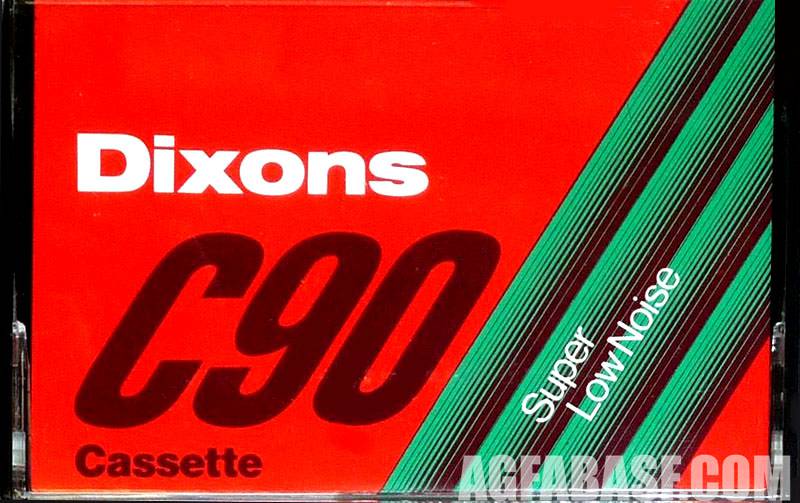 Dixons
C90
Cassette
Super
Low Noise
AGFABASE.COM